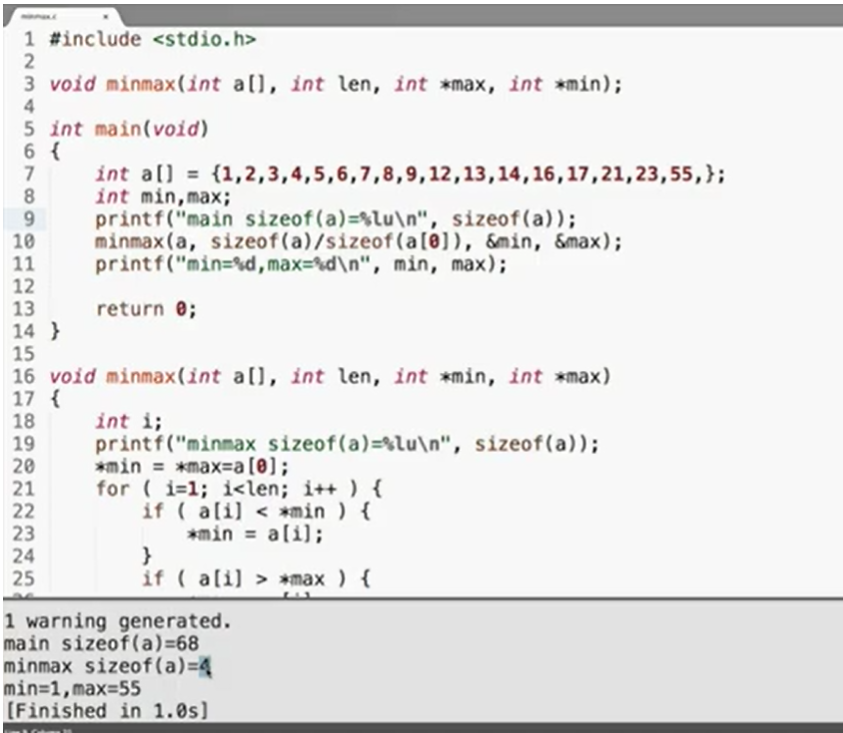 minmax.c
1 #include <stdio.h>
2
3 void minmax(int a[], int len, int *max, int *min);
4
5 int main(void)
6 {
7     int a[] = {1,2,3,4,5,6,7,8,9,12,13,14,16,17,21,23,55,};
8     int min,max;
9     printf("main sizeof(a)=%lu\n", sizeof(a));
10     minmax(a, sizeof(a)/sizeof(a[0]), &min, &max);
11     printf("min=%d,max=%d\n", min, max);
12
13     return 0;
14 }
15
16 void minmax(int a[], int len, int *min, int *max)
17 {
18     int i;
19     printf("minmax sizeof(a)=%lu\n", sizeof(a));
20     *min = *max=a[0];
21     for ( i=1; i<len; i++ ) {
22         if ( a[i] < *min ) {
23             *min = a[i];
24         }
25         if ( a[i] > *max ) {
1 warning generated.
main sizeof(a)=68
minmax sizeof(a)=4
min=1,max=55
[Finished in 1.0s]